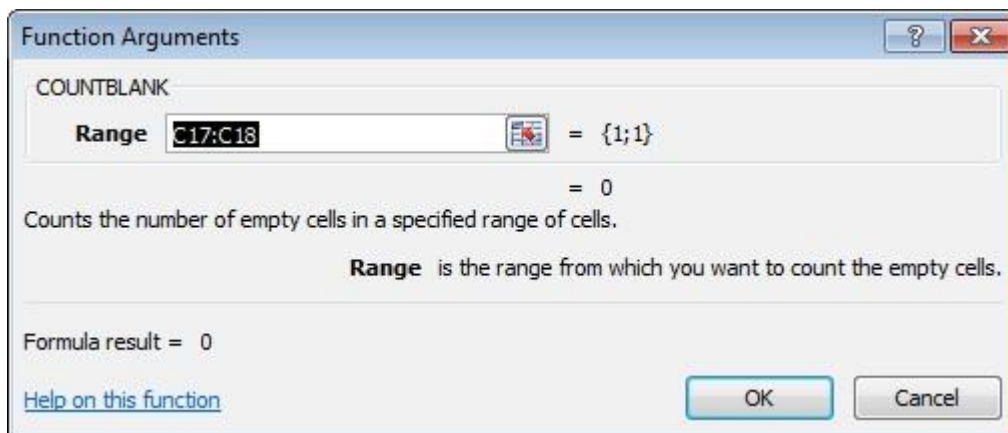 Function Arguments
COUNTBLANK
Range C17:C18 = {1;1}
= 0
Counts the number of empty cells in a specified range of cells.
Range is the range from which you want to count the empty cells.
Formula result = 0
Help on this function
OK Cancel